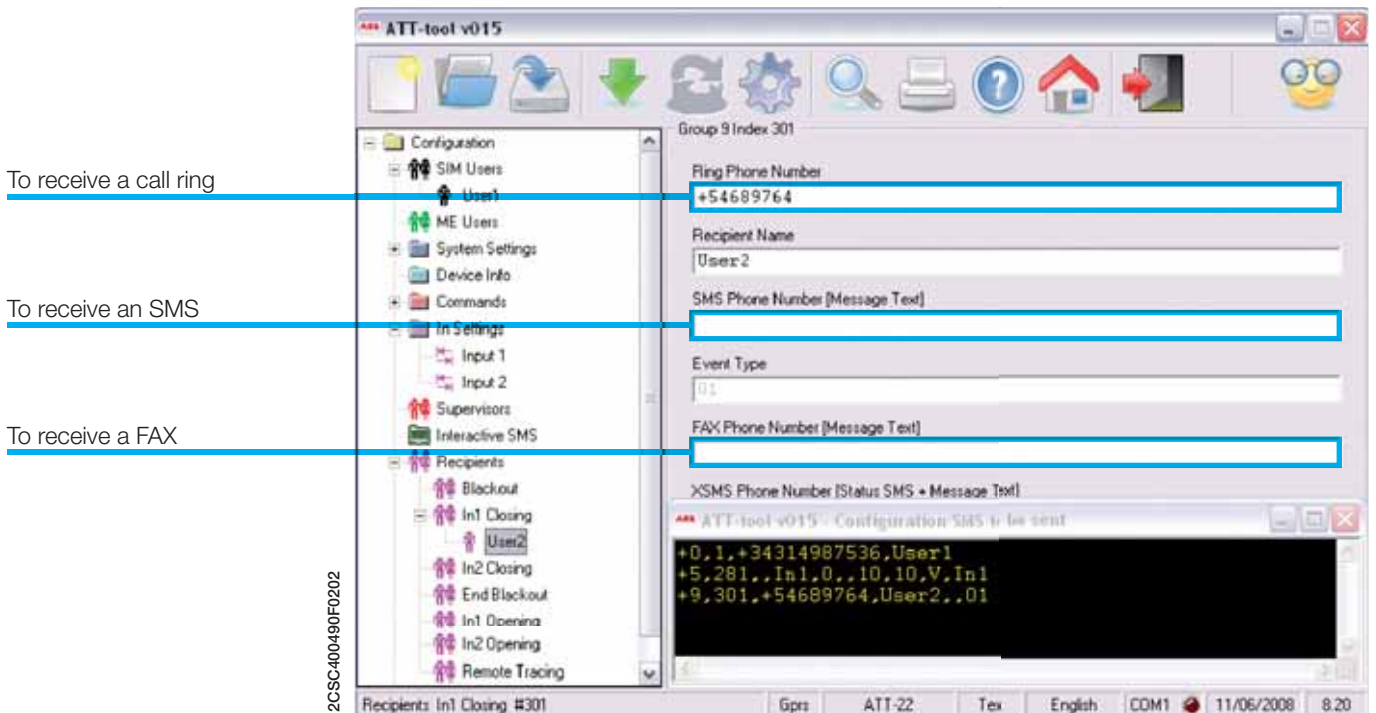 ABB ATT-tool v015
Group 9 Index 301
Configuration
SIM Users
User1
ME Users
System Settings
Device Info
Commands
In Settings
Input 1
Input 2
Supervisors
Interactive SMS
Recipients
Blackout
In1 Closing
User2
In2 Closing
End Blackout
In1 Opening
In2 Opening
Remote Tracing
To receive a call ring
Ring Phone Number
+54689764
Recipient Name
User2
To receive an SMS
SMS Phone Number [Message Text]
Event Type
01
To receive a FAX
FAX Phone Number [Message Text]
XSMS Phone Number [Status SMS + Message Text]
ABB ATT-tool v015 - Configuration SMS to be sent
+0,1,+34314987536,User1
+5,281,,In1,0,,10,10,V,In1
+9,301,+54689764,User2,,01
2CSC400490F0202
Recipients In1 Closing #301
Gprs
ATT-22
Tex
English
COM1
11/06/2008
8.20